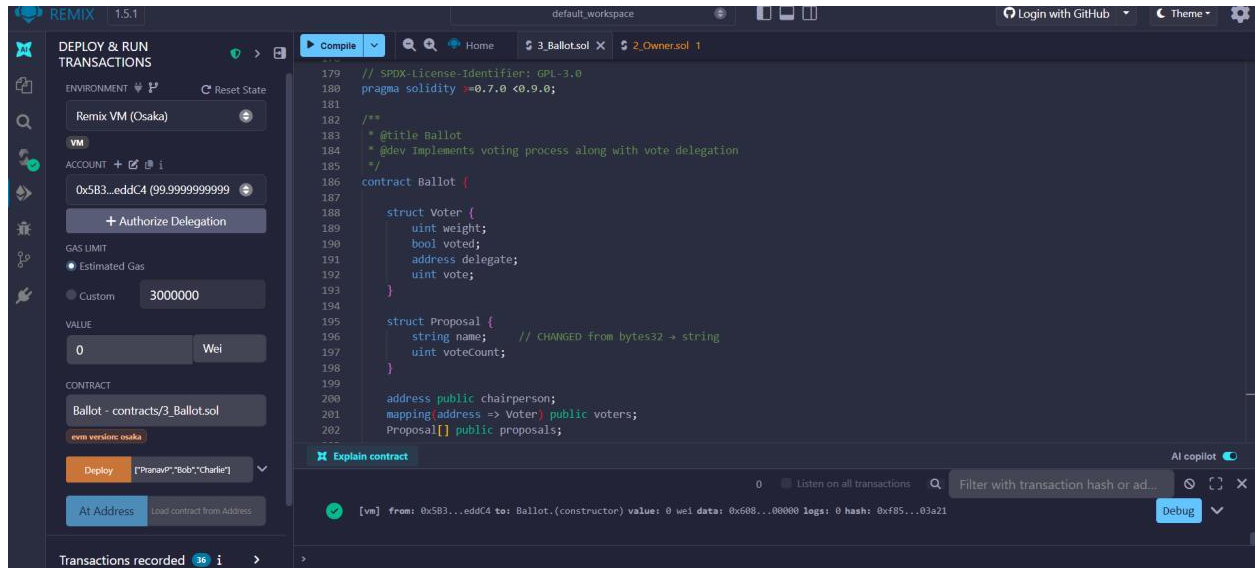 REMIX 1.5.1
default_workspace
Login with GitHub
Theme
DEPLOY & RUN
TRANSACTIONS
ENVIRONMENT
Reset State
Remix VM (Osaka)
VM
ACCOUNT + i
0x5B3...eddC4 (99.9999999999
+ Authorize Delegation
GAS LIMIT
Estimated Gas
Custom 3000000
VALUE
0 Wei
CONTRACT
Ballot - contracts/3_Ballot.sol
evm version: osaka
Deploy ["PranavP","Bob","Charlie"]
At Address Load contract from Address
Transactions recorded 36 i >
Compile
Home
3_Ballot.sol X
2_Owner.sol 1
179 // SPDX-License-Identifier: GPL-3.0
180 pragma solidity >=0.7.0 <0.9.0;
181
182 /**
183 * @title Ballot
184 * @dev Implements voting process along with vote delegation
185 */
186 contract Ballot {
187
188 struct Voter {
189 uint weight;
190 bool voted;
191 address delegate;
192 uint vote;
193 }
194
195 struct Proposal {
196 string name; // CHANGED from bytes32 → string
197 uint voteCount;
198 }
199
200 address public chairperson;
201 mapping(address => Voter) public voters;
202 Proposal[] public proposals;
Explain contract
AI copilot
0 Listen on all transactions
Filter with transaction hash or ad...
[vm] from: 0x5B3...eddC4 to: Ballot.(constructor) value: 0 wei data: 0x608...00000 logs: 0 hash: 0xf85...03a21
Debug
>